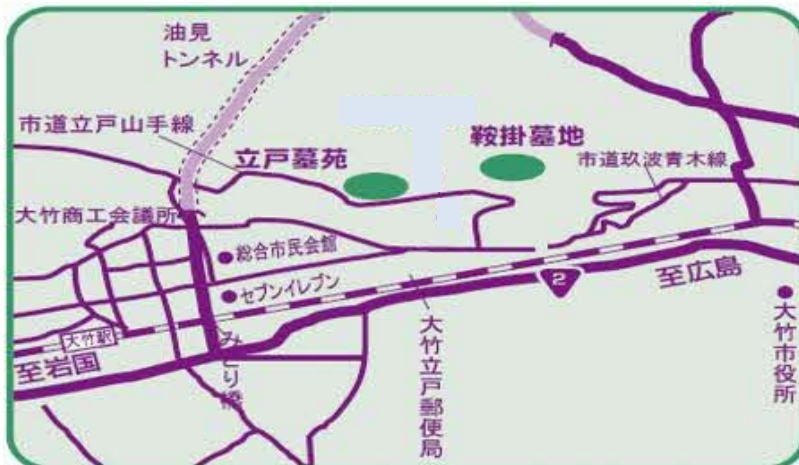 油見
トンネル
市道立戸山手線
立戸墓苑
鞍掛墓地
市道玖波青木線
大竹商工会議所
総合市民会館
セブンイレブン
2
至広島
大竹駅
至岩国
みどり橋
大竹立戸郵便局
大竹市役所